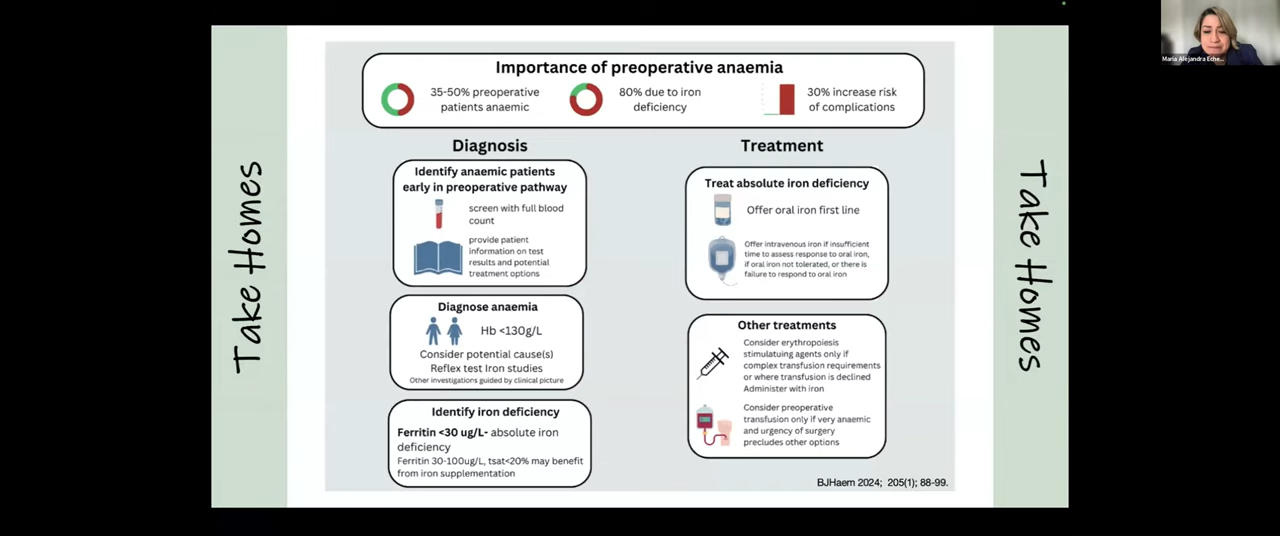 Take Homes
Importance of preoperative anaemia
35-50% preoperative
patients anaemic
80% due to iron
deficiency
30% increase risk
of complications
Diagnosis
Identify anaemic patients
early in preoperative pathway
screen with full blood
count
provide patient
information on test
results and potential
treatment options
Diagnose anaemia
Hb <130g/L
Consider potential cause(s)
Reflex test Iron studies
Other investigations guided by clinical picture
Identify iron deficiency
Ferritin <30 ug/L- absolute iron
deficiency
Ferritin 30-100ug/L, tsat<20% may benefit
from iron supplementation
Treatment
Treat absolute iron deficiency
Offer oral iron first line
Offer intravenous iron if insufficient
time to assess response to oral iron,
if oral iron not tolerated, or there is
failure to respond to oral iron
Other treatments
Consider erythropoiesis
stimulatuing agents only if
complex transfusion requirements
or where transfusion is declined
Administer with iron
Consider preoperative
transfusion only if very anaemic
and urgency of surgery
precludes other options
BJHaem 2024; 205(1); 88-99.
Take Homes
Maria Alejandra Eche...